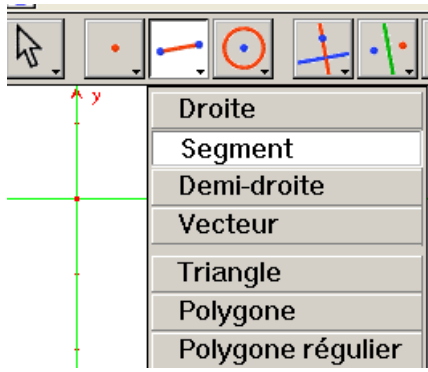 y
Droite
Segment
Demi-droite
Vecteur
Triangle
Polygone
Polygone régulier